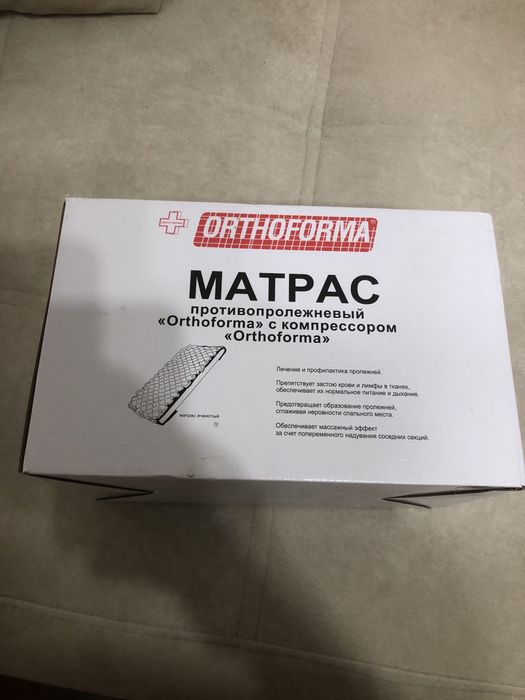 ORTHOFORMA
МАТРАС
противопролежневый
«Orthoforma» с компрессором
«Orthoforma»
Лечение и профилактика пролежней.
Препятствует застою крови и лимфы в тканях,
обеспечивает их нормальное питание и дыхание.
Предотвращает образование пролежней,
сглаживая неровности спального места.
Обеспечивает массажный эффект
за счет попеременного надувания соседних секций.
матрас ячеистый